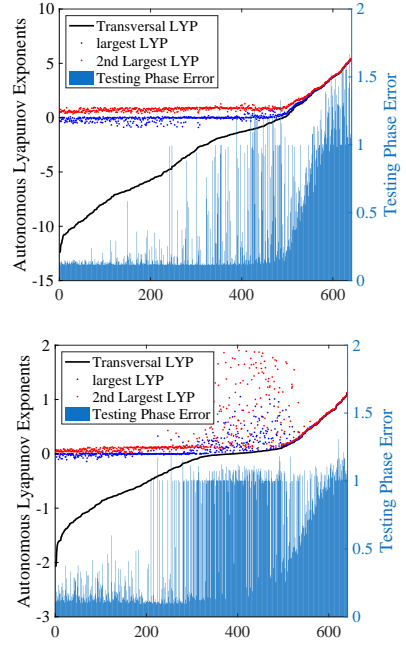 10
5
0
-5
-10
-15
Autonomous Lyapunov Exponents
Transversal LYP
largest LYP
2nd Largest LYP
Testing Phase Error
2
1.5
1
0.5
0
Testing Phase Error
0
200
400
600
2
1
0
-1
-2
-3
Autonomous Lyapunov Exponents
Transversal LYP
largest LYP
2nd Largest LYP
Testing Phase Error
2
1.5
1
0.5
0
Testing Phase Error
0
200
400
600